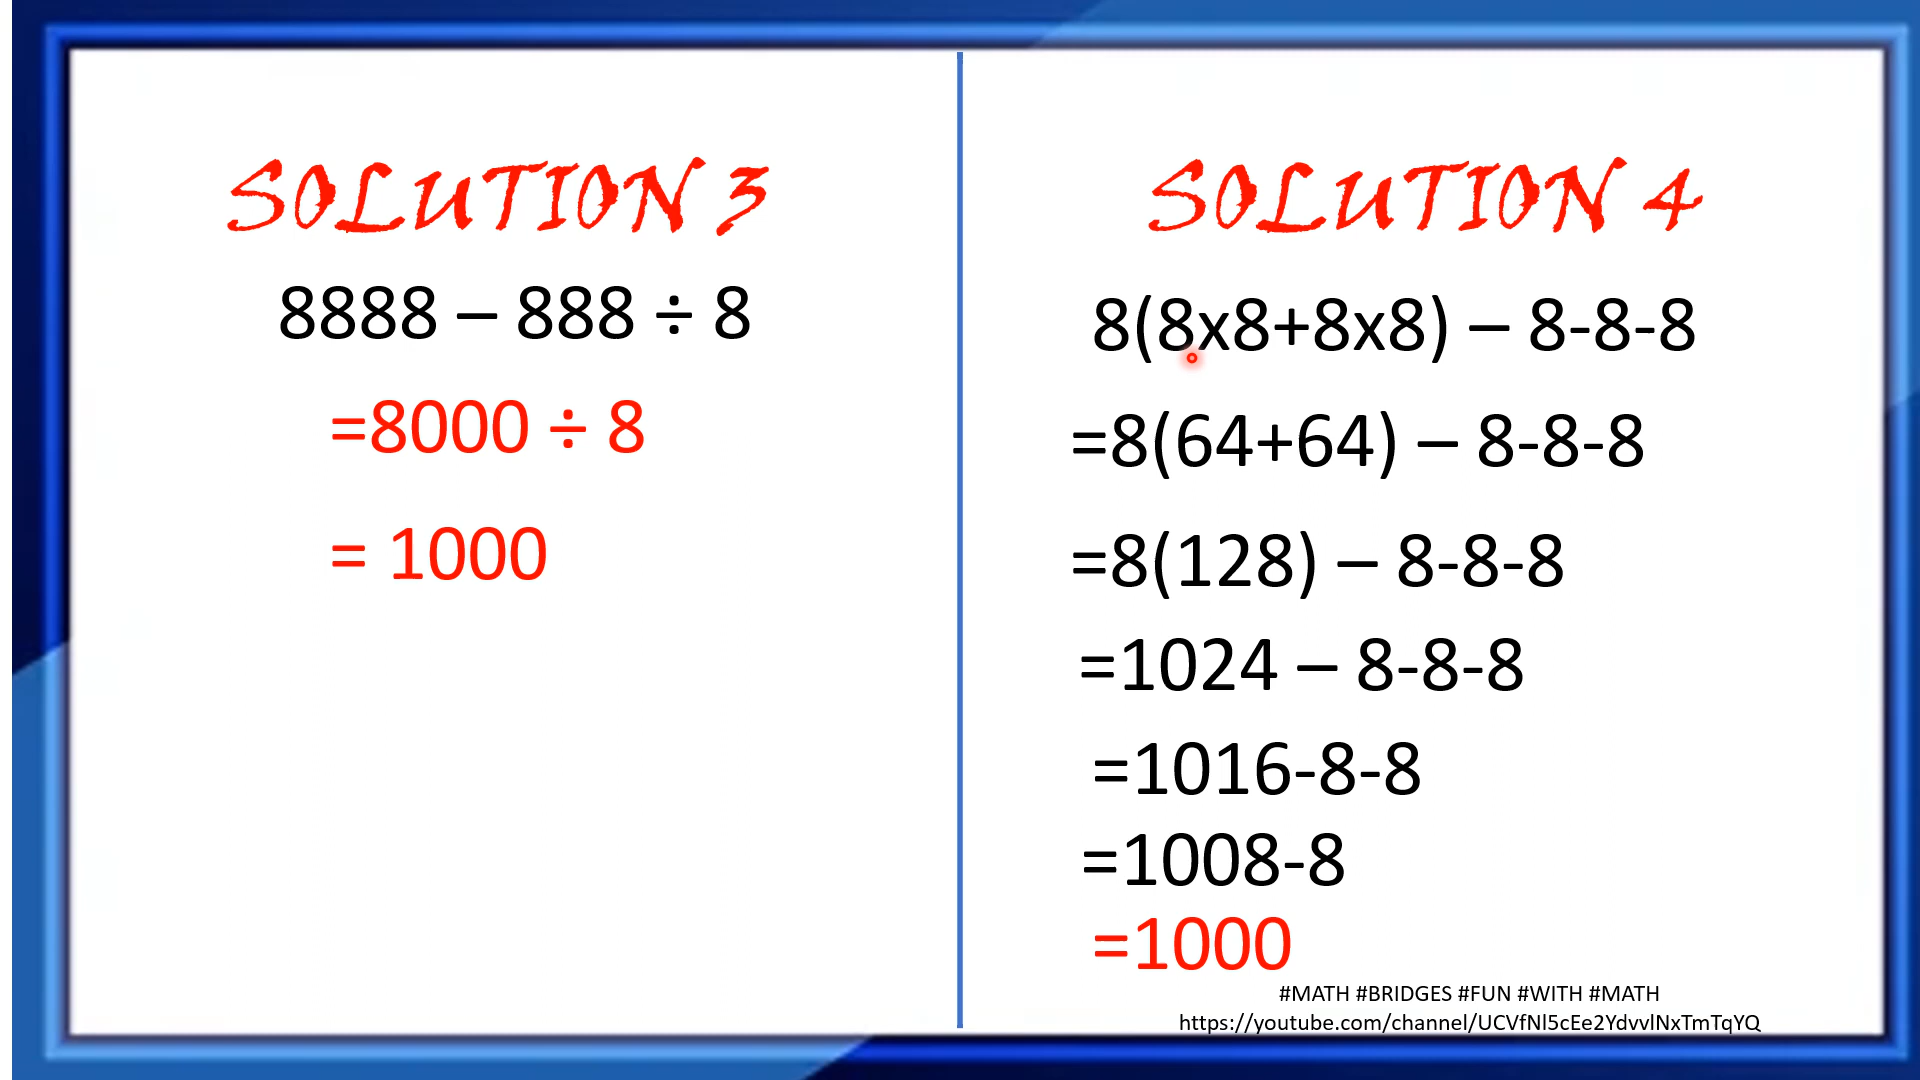 SOLUTION 3
8888 – 888 ÷ 8
=8000 ÷ 8
= 1000
SOLUTION 4
8(8x8+8x8) – 8-8-8
=8(64+64) – 8-8-8
=8(128) – 8-8-8
=1024 – 8-8-8
=1016-8-8
=1008-8
=1000
#MATH #BRIDGES #FUN #WITH #MATH
https://youtube.com/channel/UCVfNl5cEe2YdvvlNxTmTqYQ